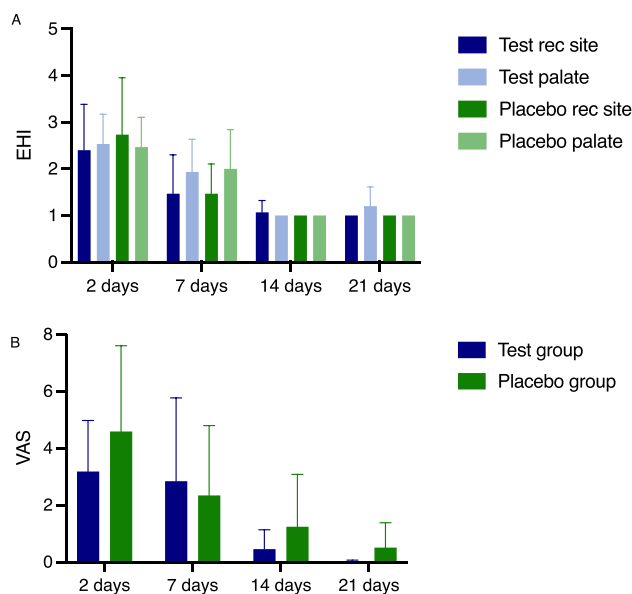 A
5
4
3
2
1
0
EHI
2 days 7 days 14 days 21 days
Test rec site
Test palate
Placebo rec site
Placebo palate
B
8
6
4
2
0
VAS
2 days 7 days 14 days 21 days
Test group
Placebo group